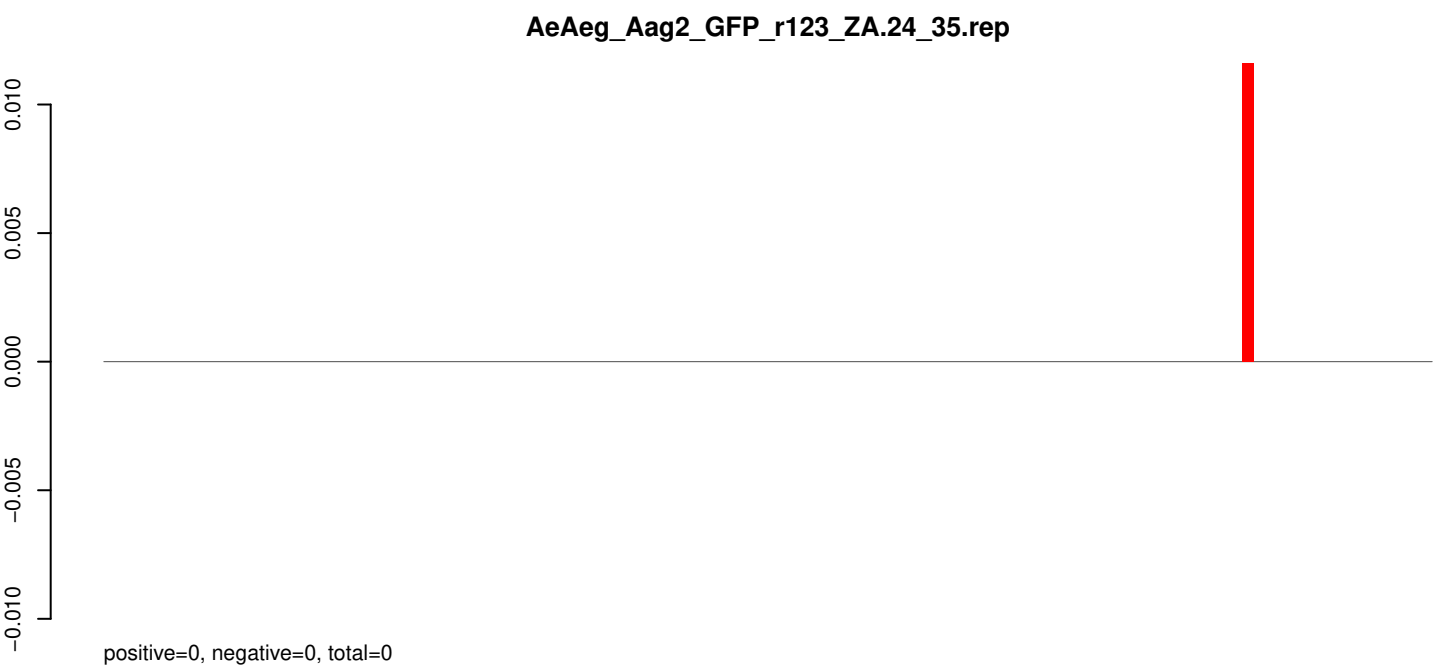 AeAeg_Aag2_GFP_r123_ZA.24_35.rep
0.010
0.005
0.000
−0.005
−0.010
positive=0, negative=0, total=0